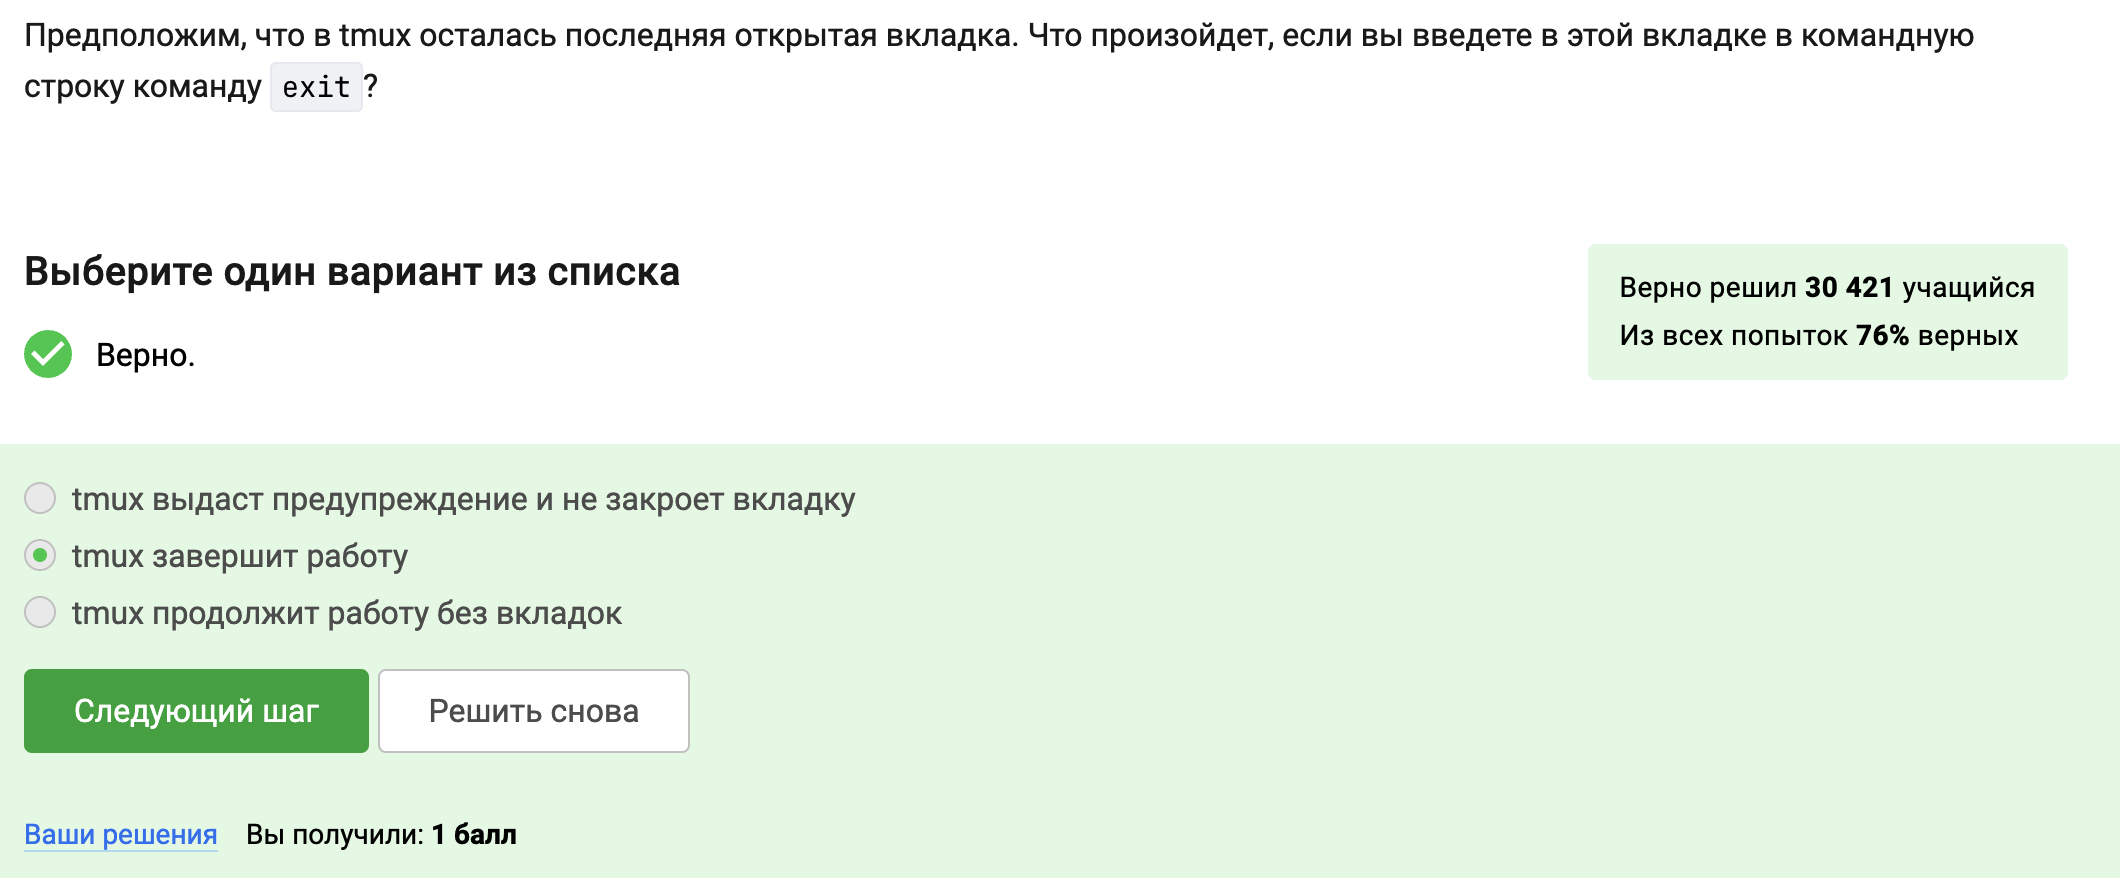 Предположим, что в tmux осталась последняя открытая вкладка. Что произойдет, если вы введете в этой вкладке в командную
строку команду exit?
Выберите один вариант из списка
Верно.
Верно решил 30 421 учащийся
Из всех попыток 76% верных
tmux выдаст предупреждение и не закроет вкладку
tmux завершит работу
tmux продолжит работу без вкладок
Следующий шаг
Решить снова
Ваши решения Вы получили: 1 балл